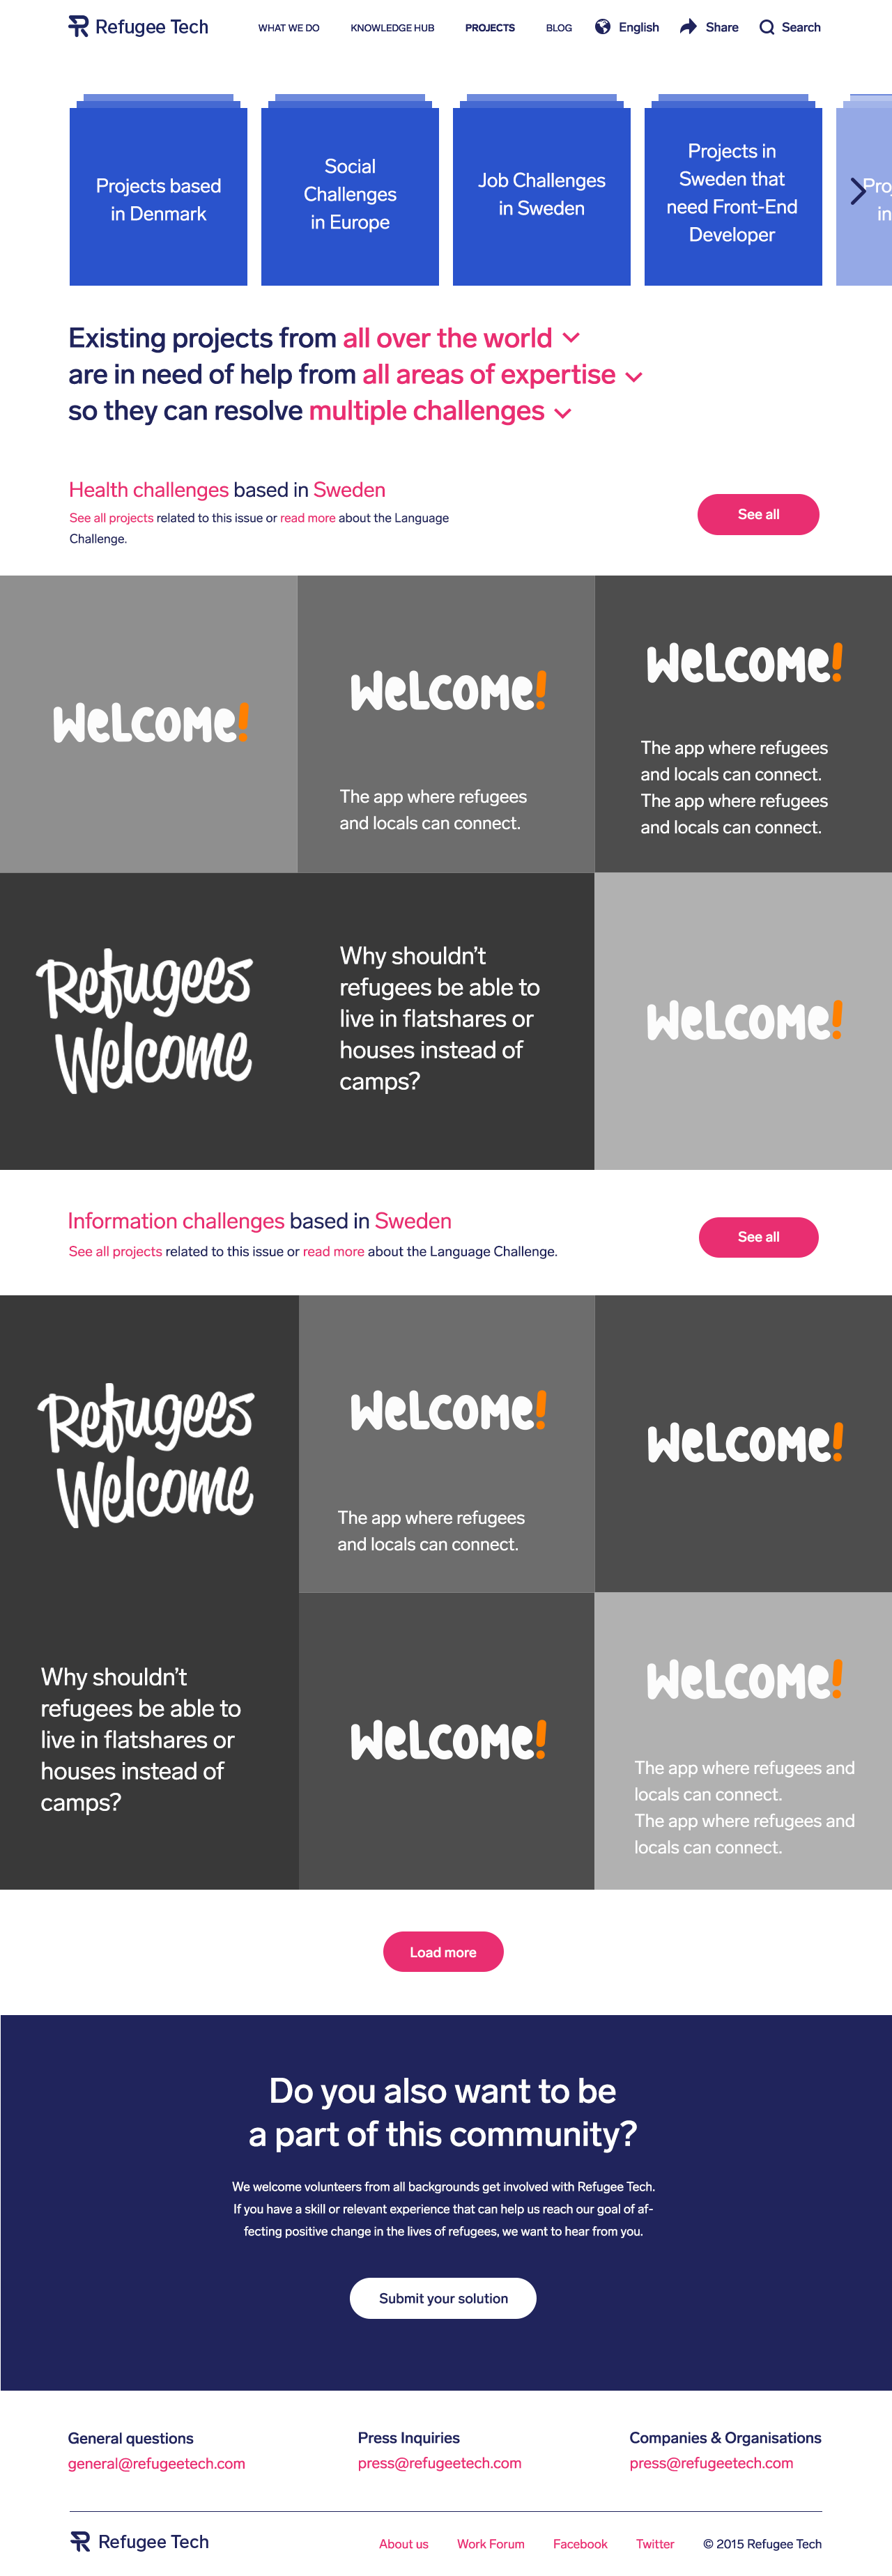 Refugee Tech
WHAT WE DO
KNOWLEDGE HUB
PROJECTS
BLOG
English
Share
Search
Projects based
in Denmark
Social
Challenges
in Europe
Job Challenges
in Sweden
Projects in
Sweden that
need Front-End
Developer
in
Existing projects from all over the world
are in need of help from all areas of expertise
so they can resolve multiple challenges
Health challenges based in Sweden
See all projects related to this issue or read more about the Language
Challenge.
See all
Welcome!
Welcome!
The app where refugees
and locals can connect.
Welcome!
The app where refugees
and locals can connect.
The app where refugees
and locals can connect.
Refugees
Welcome
Why shouldn’t
refugees be able to
live in flatshares or
houses instead of
camps?
Welcome!
Information challenges based in Sweden
See all projects related to this issue or read more about the Language Challenge.
See all
Refugees
Welcome
Why shouldn’t
refugees be able to
live in flatshares or
houses instead of
camps?
Welcome!
The app where refugees
and locals can connect.
Welcome!
Welcome!
Welcome!
The app where refugees and
locals can connect.
The app where refugees and
locals can connect.
Load more
Do you also want to be
a part of this community?
We welcome volunteers from all backgrounds get involved with Refugee Tech.
If you have a skill or relevant experience that can help us reach our goal of af-
fecting positive change in the lives of refugees, we want to hear from you.
Submit your solution
General questions
general@refugeetech.com
Press Inquiries
press@refugeetech.com
Companies & Organisations
press@refugeetech.com
Refugee Tech
About us
Work Forum
Facebook
Twitter
© 2015 Refugee Tech